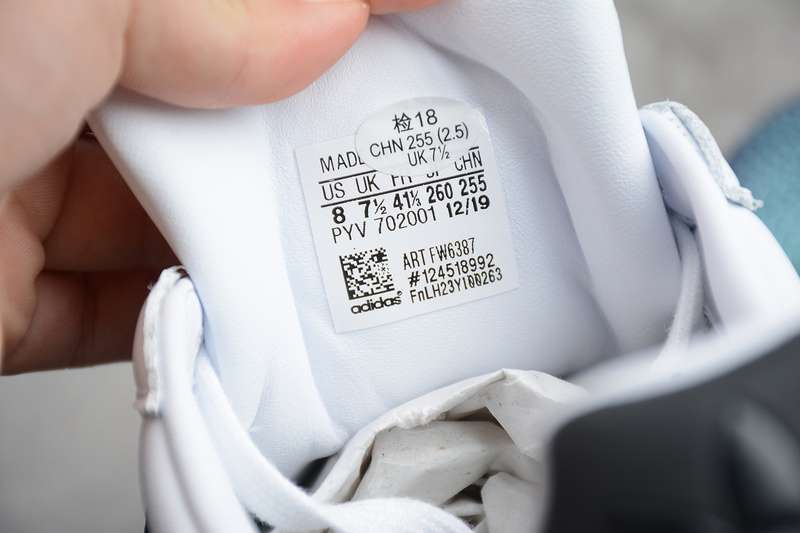 检18
CHN 255 (2.5)
UK 7½
MADE CHN
US UK FR JP CHN
8 7½ 41⅓ 260 255
PYV 702001 12/19
ART FW6387
#124518992
FnLH23YI00263
adidas